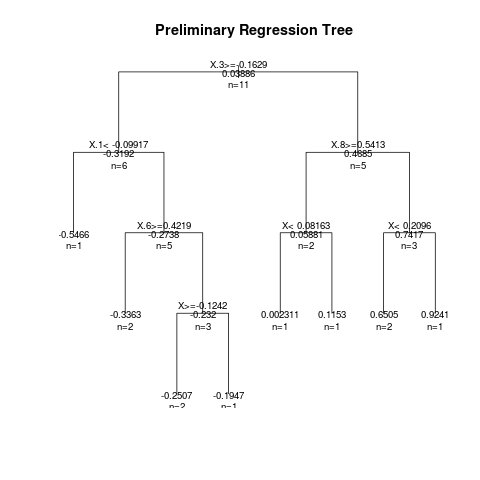 Preliminary Regression Tree
X.3>=-0.1629
0.03886
n=11
X.1< -0.09917
-0.3192
n=6
X.8>=0.5413
0.4685
n=5
-0.5466
n=1
X.6>=0.4219
-0.2738
n=5
X< 0.08163
0.05881
n=2
X< 0.2096
0.7417
n=3
-0.3363
n=2
X>=-0.1242
-0.232
n=3
0.002311
n=1
0.1153
n=1
0.6505
n=2
0.9241
n=1
-0.2507
n=2
-0.1947
n=1